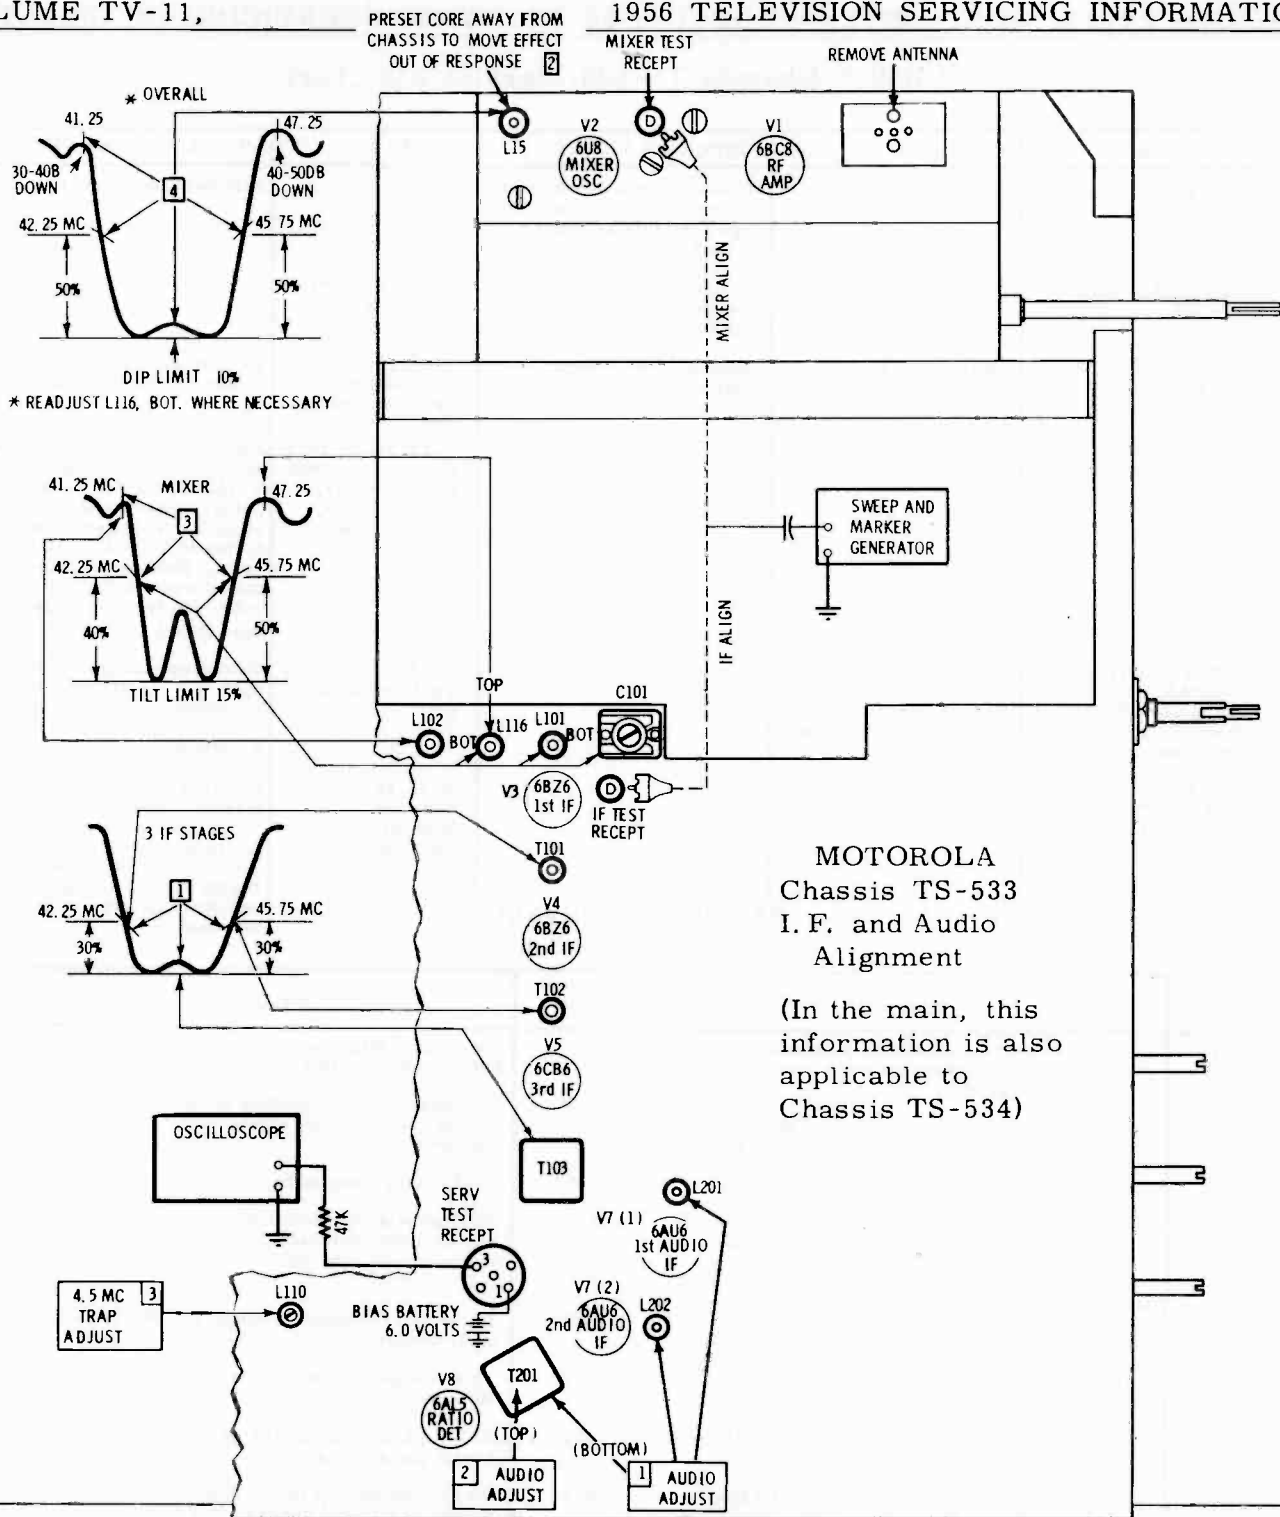 LUME TV-11,
1956 TELEVISION SERVICING INFORMATIO
PRESET CORE AWAY FROM
CHASSIS TO MOVE EFFECT
OUT OF RESPONSE 2
MIXER TEST
RECEPT
REMOVE ANTENNA
* OVERALL
41.25
47.25
30-40B
DOWN
40-50DB
DOWN
4
42.25 MC
45 75 MC
50%
50%
DIP LIMIT 10%
* READJUST L116, BOT. WHERE NECESSARY
L15
V2
6U8
MIXER
OSC
D
V1
6BC8
RF
AMP
MIXER ALIGN
41.25 MC
MIXER
47.25
3
42.25 MC
45.75 MC
40%
50%
TILT LIMIT 15%
SWEEP AND
MARKER
GENERATOR
IF ALIGN
TOP
C101
L102
BOT
L116
L101
BOT
V3
6BZ6
1st IF
D
IF TEST
RECEPT
3 IF STAGES
1
42.25 MC
45.75 MC
30%
30%
T101
V4
6BZ6
2nd IF
T102
V5
6CB6
3rd IF
MOTOROLA
Chassis TS-533
I. F. and Audio
Alignment
(In the main, this
information is also
applicable to
Chassis TS-534)
OSCILLOSCOPE
47K
T103
SERV
TEST
RECEPT
3
1
L201
V7 (1)
6AU6
1st AUDIO
IF
4.5 MC 3
TRAP
ADJUST
L110
BIAS BATTERY
6.0 VOLTS
V7 (2)
6AU6
2nd AUDIO
IF
L202
T201
V8
6AL5
RATIO
DET
(TOP)
(BOTTOM)
2 AUDIO
ADJUST
1 AUDIO
ADJUST